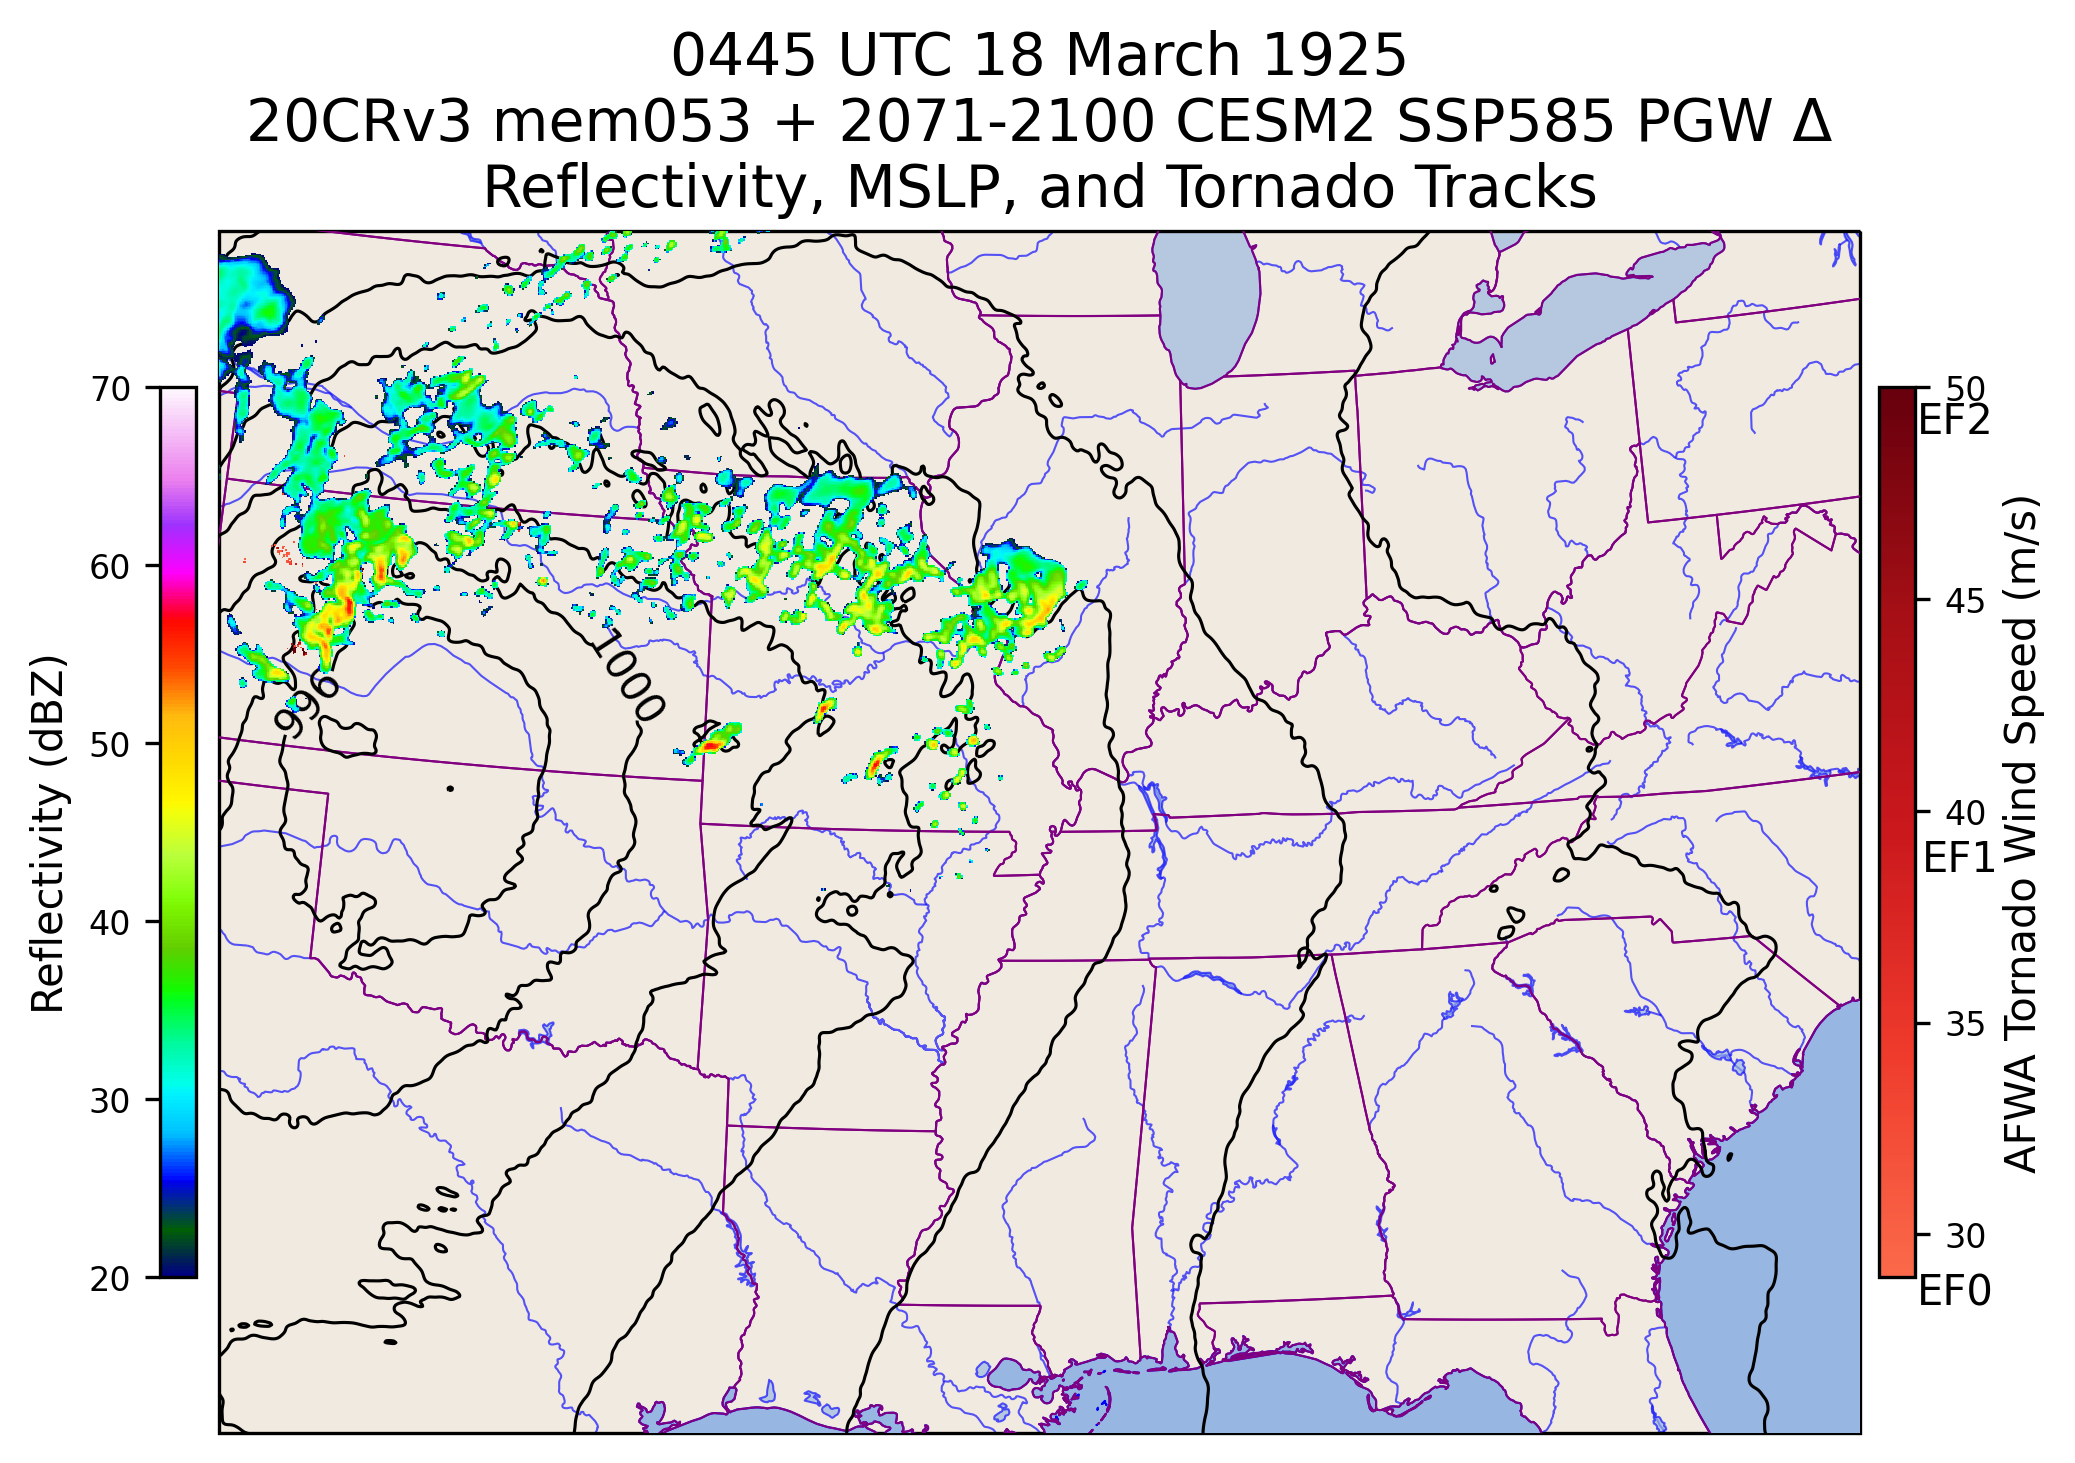 0445 UTC 18 March 1925
20CRv3 mem053 + 2071-2100 CESM2 SSP585 PGW Δ
Reflectivity, MSLP, and Tornado Tracks
Reflectivity (dBZ)
70
60
50
40
30
20
996
1000
50
EF2
45
40
EF1
35
30
EF0
AFWA Tornado Wind Speed (m/s)